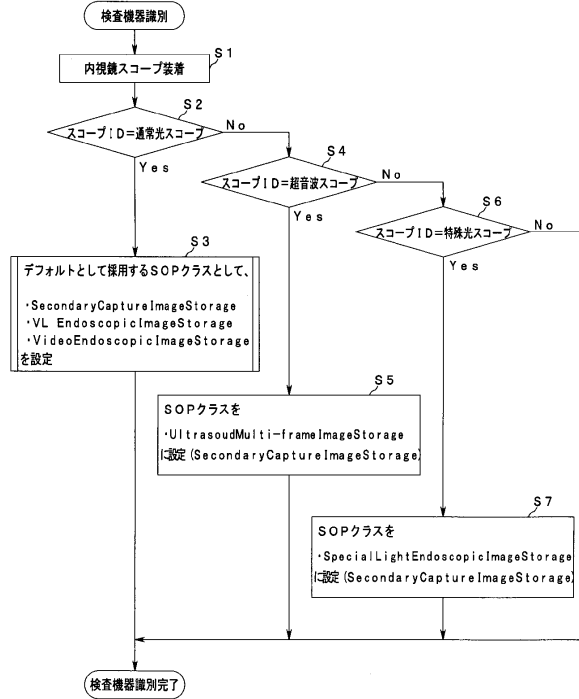 検査機器識別
S1
内視鏡スコープ装着
S2
スコープID=通常光スコープ
No
Yes
S4
スコープID=超音波スコープ
No
Yes
S6
スコープID=特殊光スコープ
No
Yes
S3
デフォルトとして採用するSOPクラスとして、
・SecondaryCaptureImageStorage
・VL EndoscopicImageStorage
・VideoEndoscopicImageStorage
を設定
S5
SOPクラスを
・UltrasoudMulti-frameImageStorage
に設定(SecondaryCaptureImageStorage)
S7
SOPクラスを
・SpecialLightEndoscopicImageStorage
に設定(SecondaryCaptureImageStorage)
検査機器識別完了